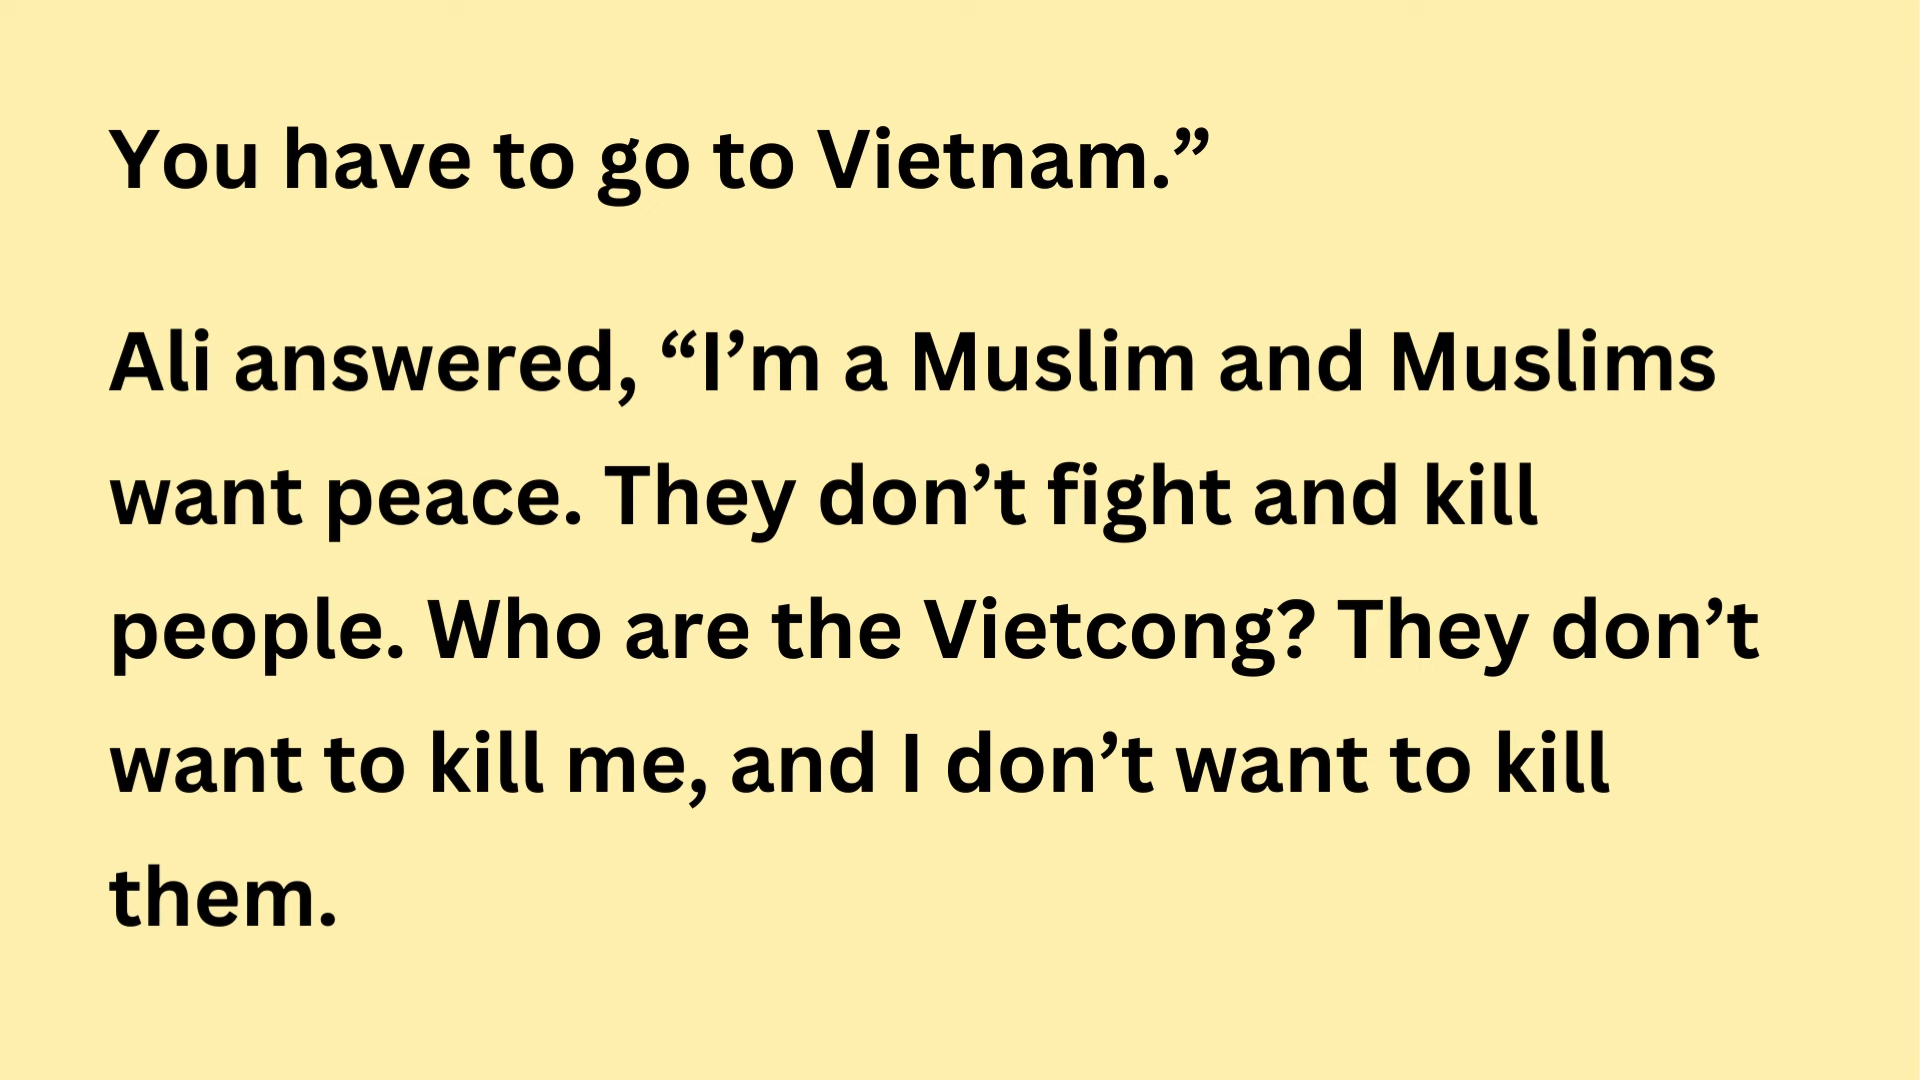 You have to go to Vietnam.”
Ali answered, “I’m a Muslim and Muslims
want peace. They don’t fight and kill
people. Who are the Vietcong? They don’t
want to kill me, and I don’t want to kill
them.